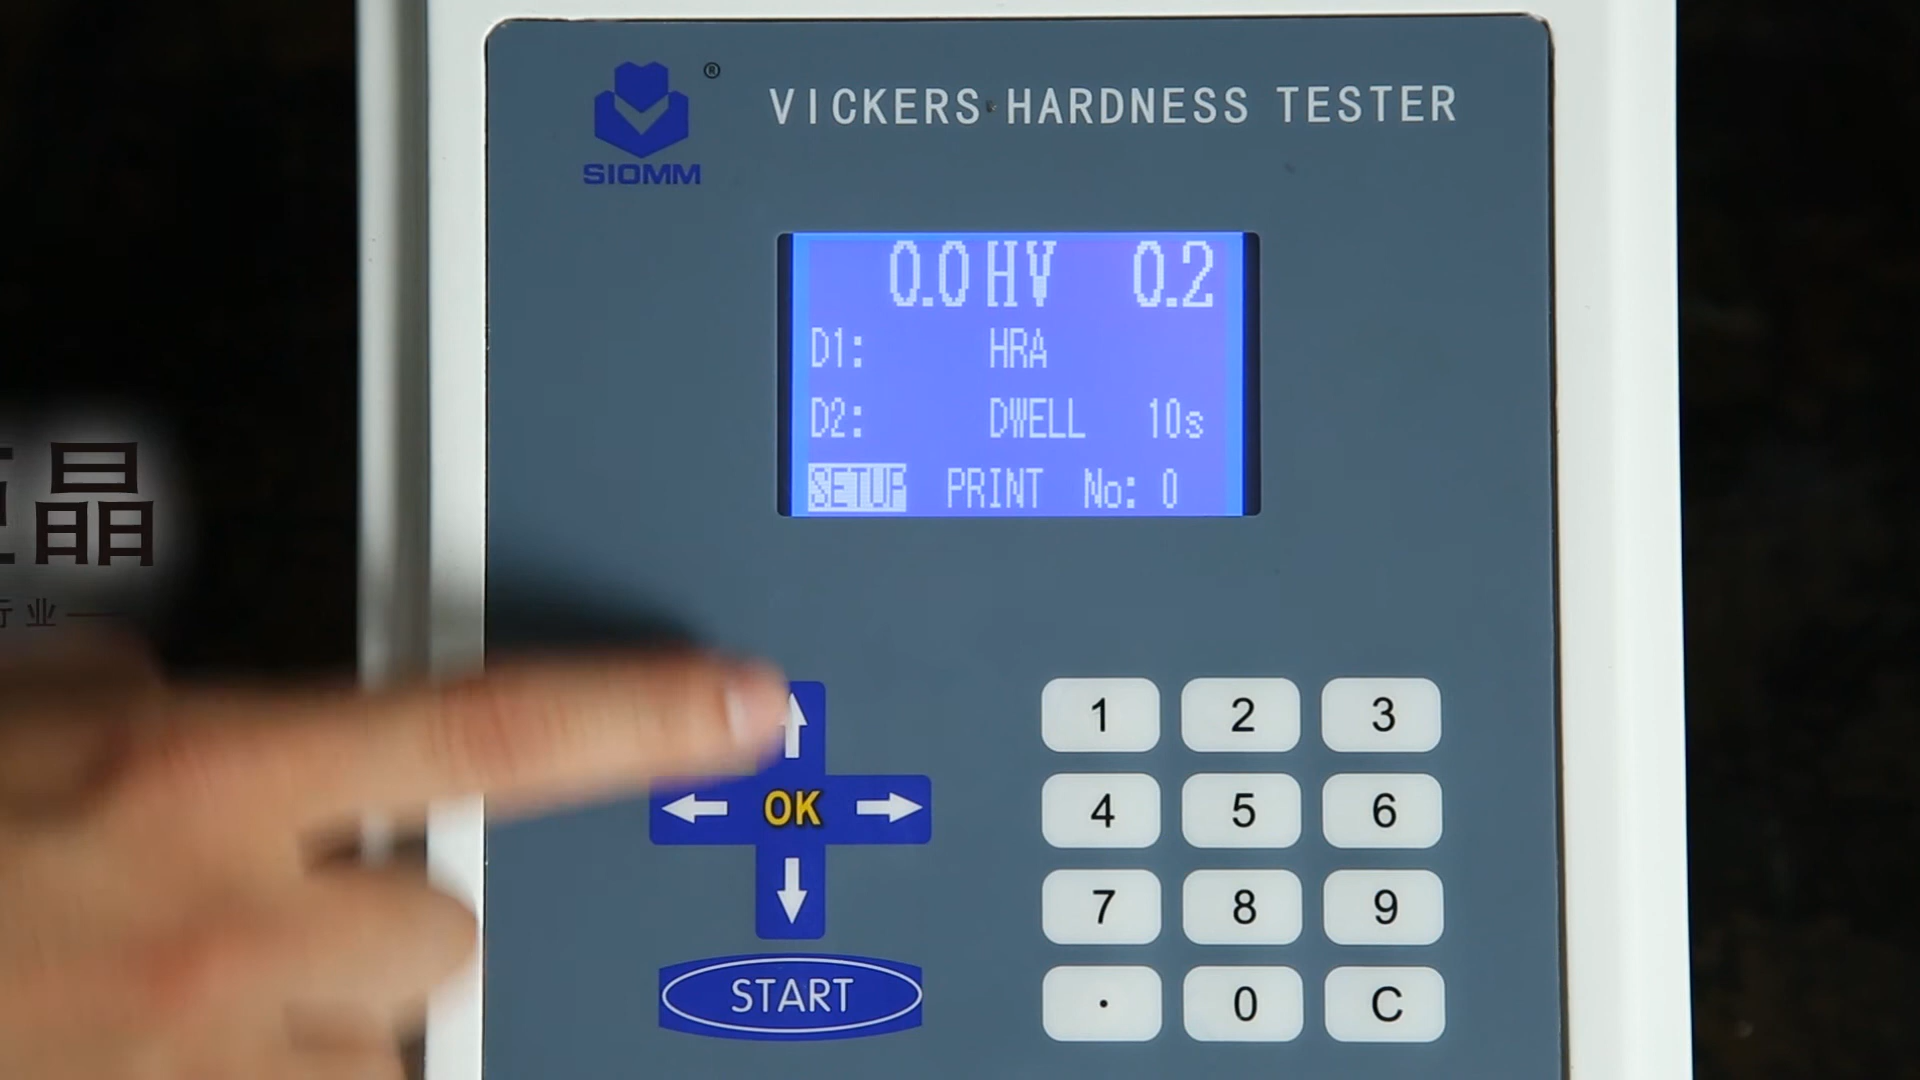 ®
SIOMM
VICKERS HARDNESS TESTER
0.0 HV 0.2
D1: HRA
D2: DWELL 10s
SETUP PRINT No: 0
晶
行业
OK
START
1 2 3
4 5 6
7 8 9
. 0 C